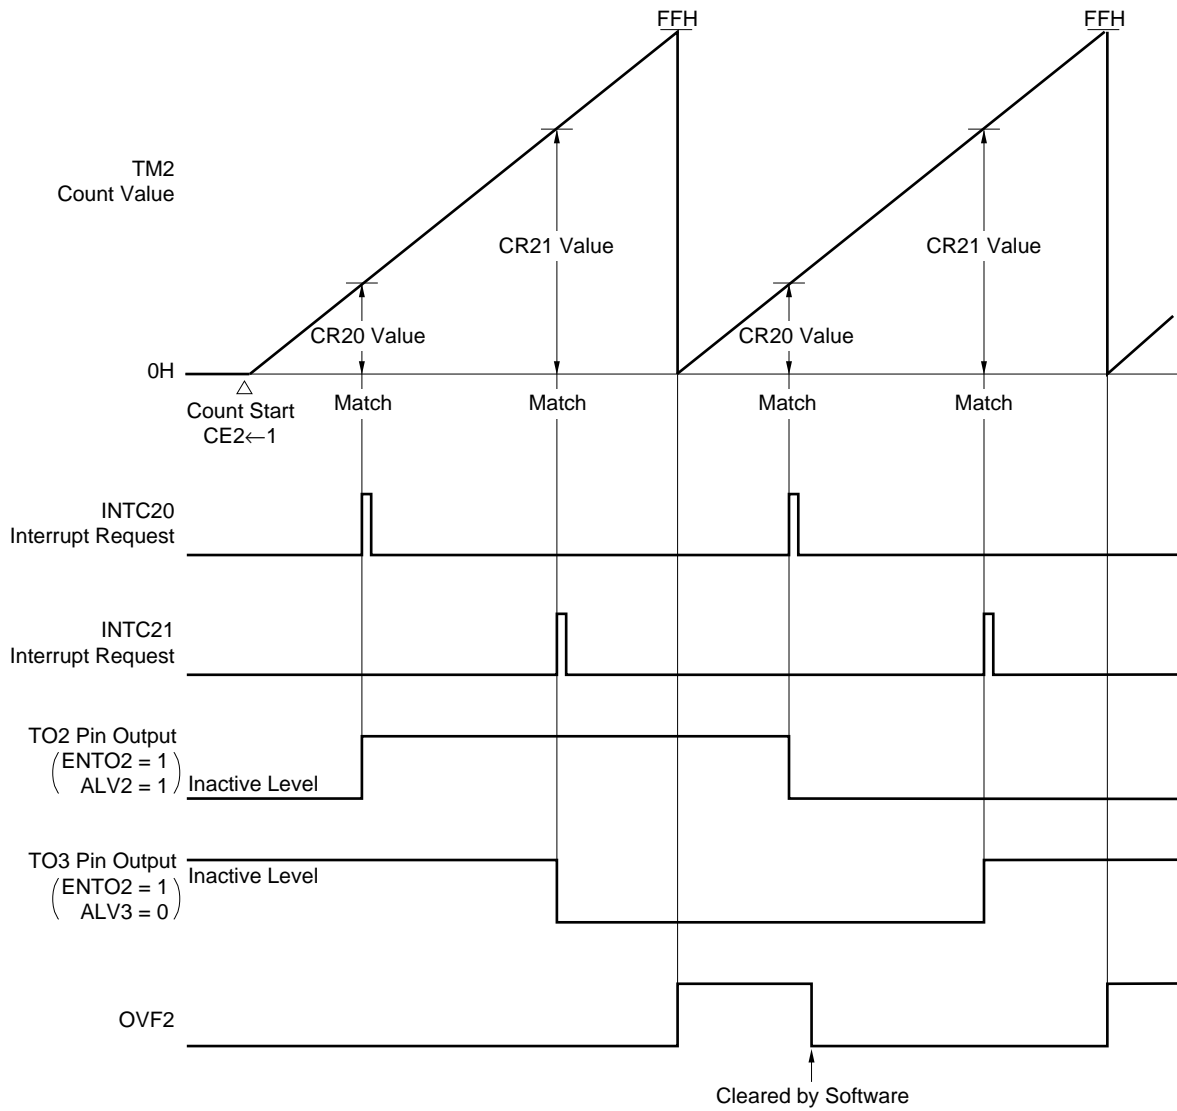 FFH
FFH
TM2
Count Value
CR21 Value
CR21 Value
CR20 Value
CR20 Value
0H
Count Start
CE2←1
Match
Match
Match
Match
INTC20
Interrupt Request
INTC21
Interrupt Request
TO2 Pin Output
(ENTO2 = 1
ALV2 = 1)
Inactive Level
TO3 Pin Output
(ENTO2 = 1
ALV3 = 0)
Inactive Level
OVF2
Cleared by Software